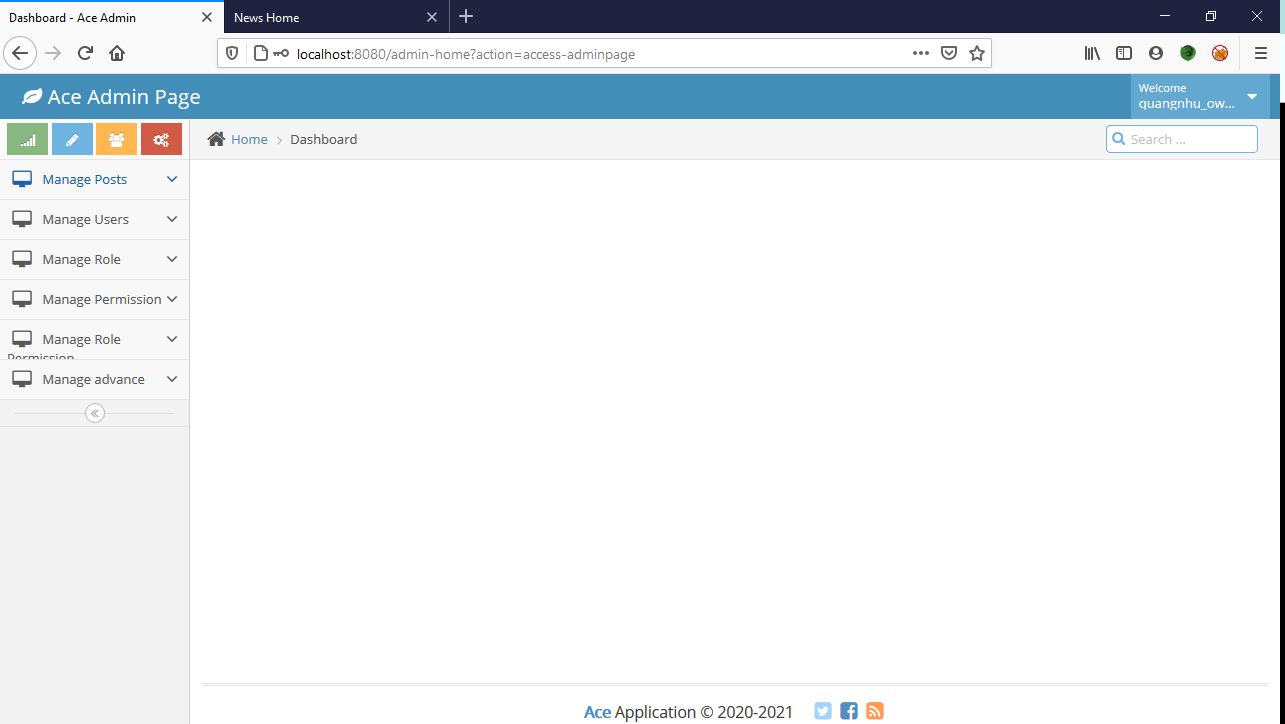 Dashboard - Ace Admin
News Home
localhost:8080/admin-home?action=access-adminpage
Ace Admin Page
Welcome
quangnhu_ow...
Home
Dashboard
Search ...
Manage Posts
Manage Users
Manage Role
Manage Permission
Manage Role
Permission
Manage advance
Ace Application © 2020-2021